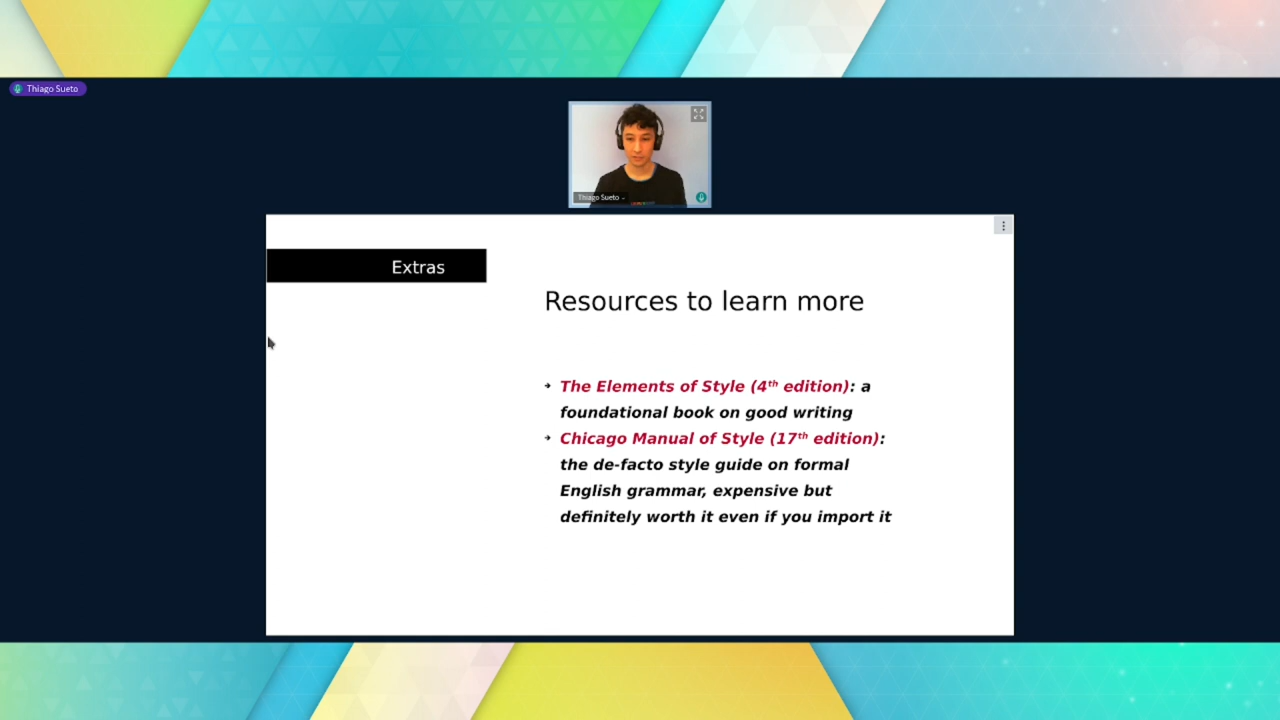 Thiago Sueto
Thiago Sueto
Extras
Resources to learn more
➔ The Elements of Style (4th edition): a
foundational book on good writing
➔ Chicago Manual of Style (17th edition):
the de-facto style guide on formal
English grammar, expensive but
definitely worth it even if you import it